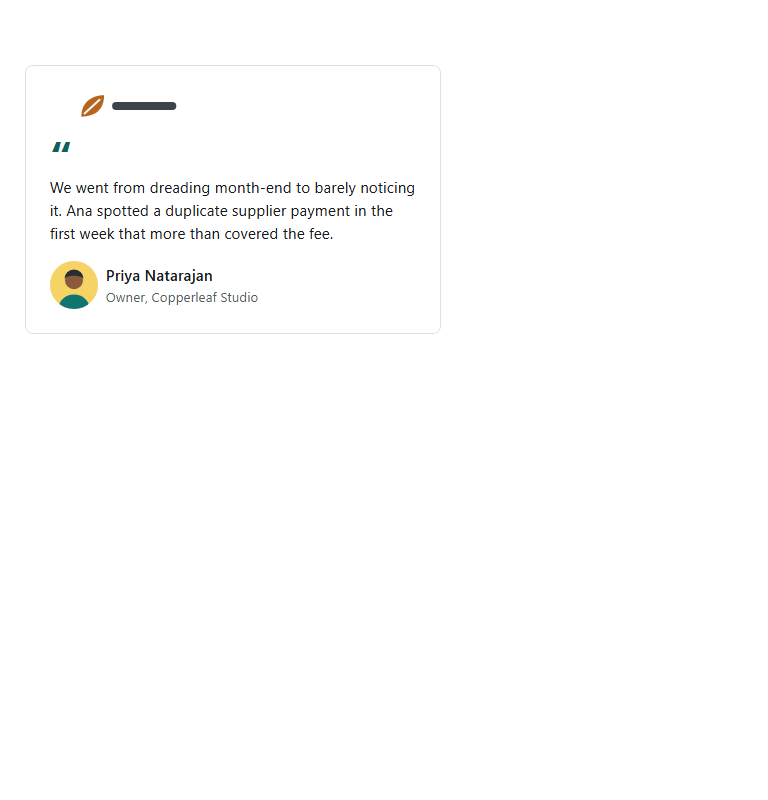 “
We went from dreading month-end to barely noticing
it. Ana spotted a duplicate supplier payment in the
first week that more than covered the fee.
Priya Natarajan
Owner, Copperleaf Studio